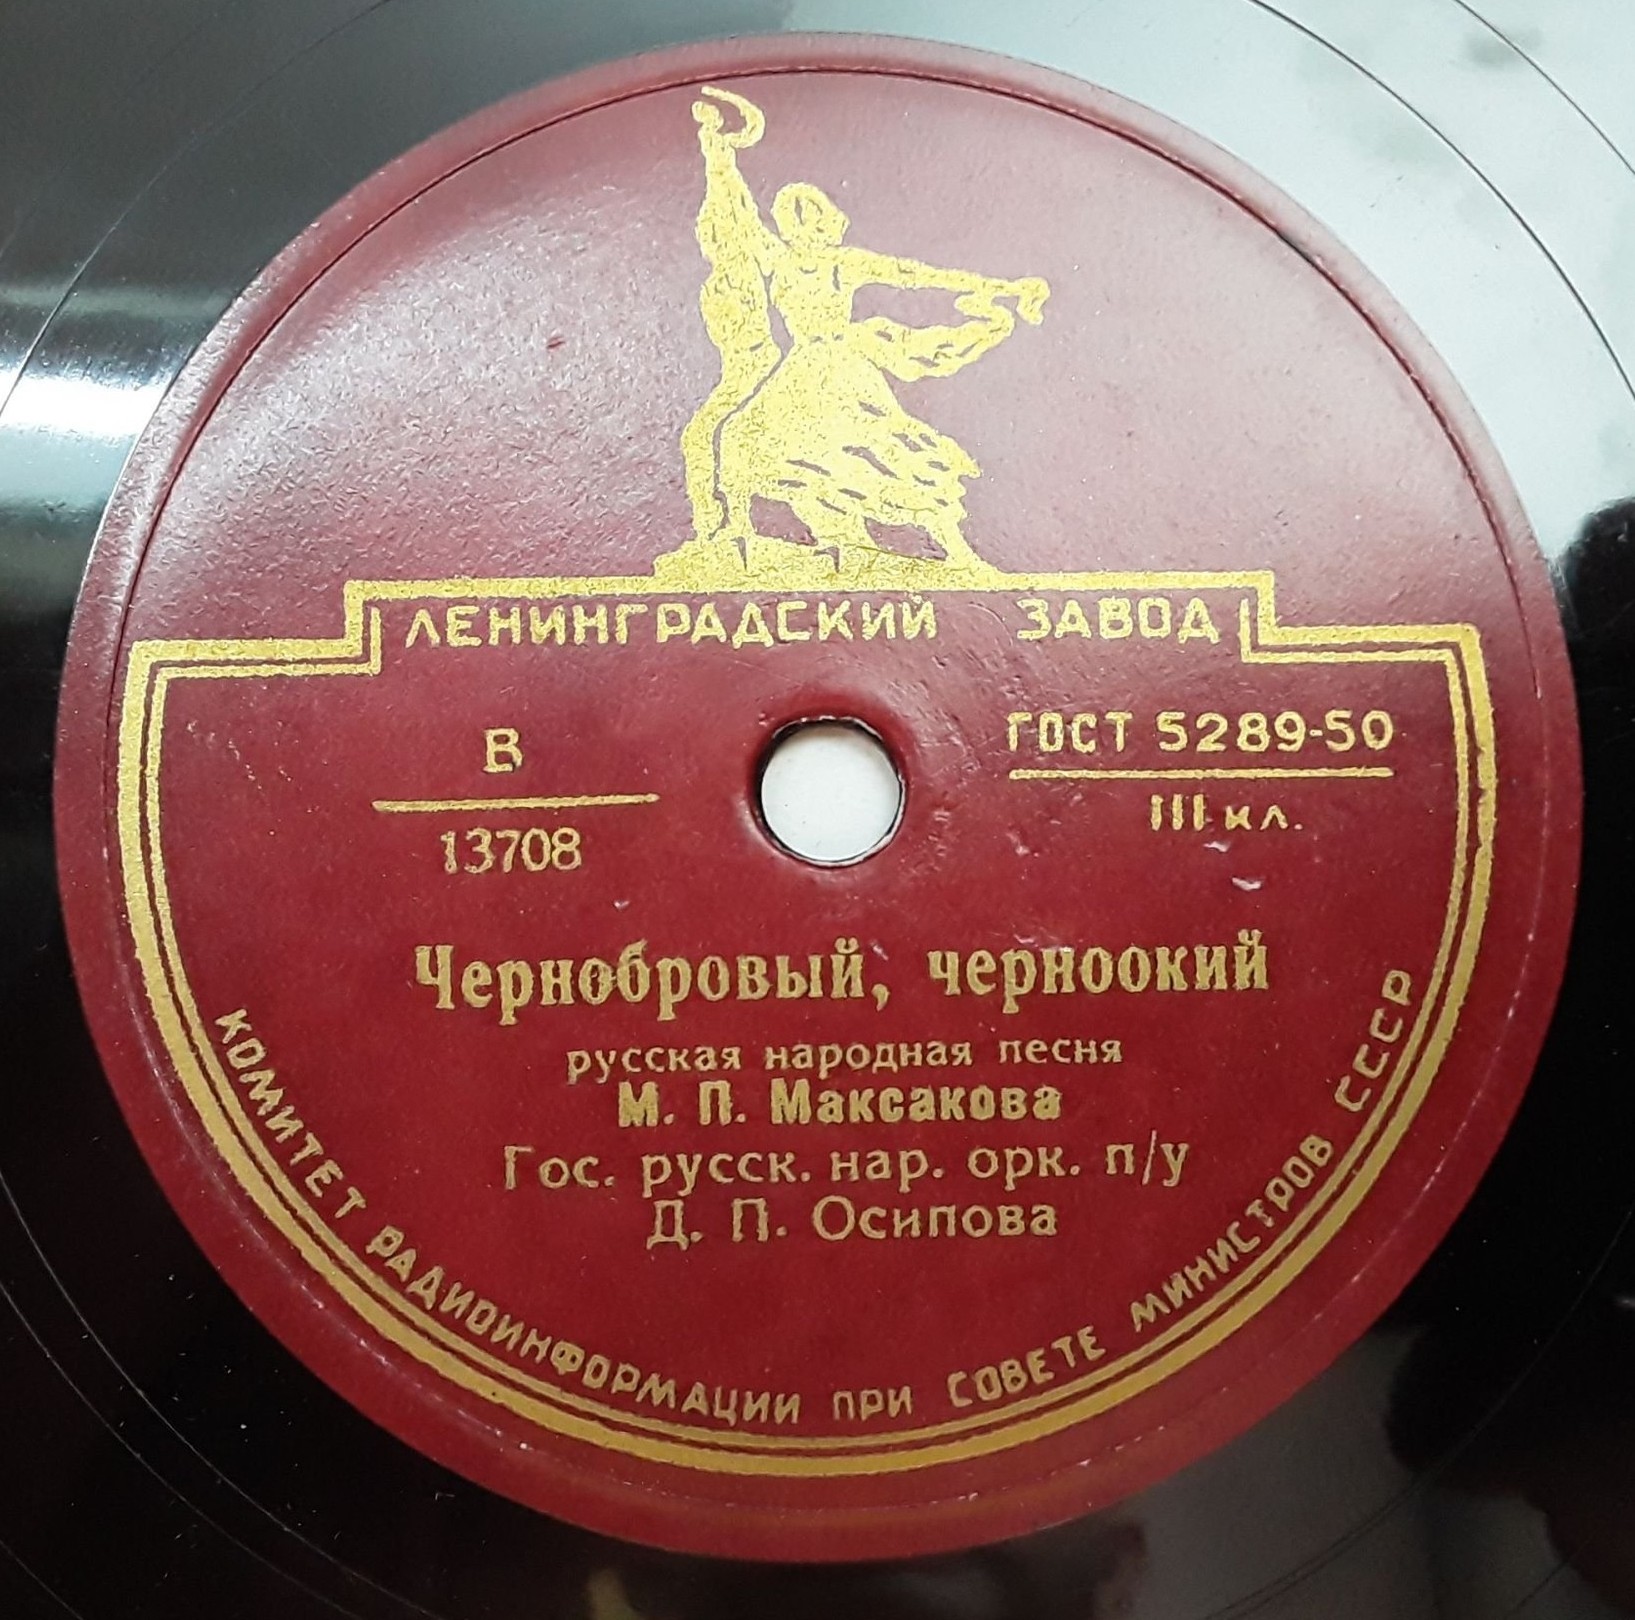 ЛЕНИНГРАДСКИЙ ЗАВОД
В
13708
ГОСТ 5289-50
III кл.
Чернобровый, черноокий
русская народная песня
М. П. Максакова
Гос. русск. нар. орк. п/у
Д. П. Осипова
КОМИТЕТ РАДИОИНФОРМАЦИИ ПРИ СОВЕТЕ МИНИСТРОВ СССР